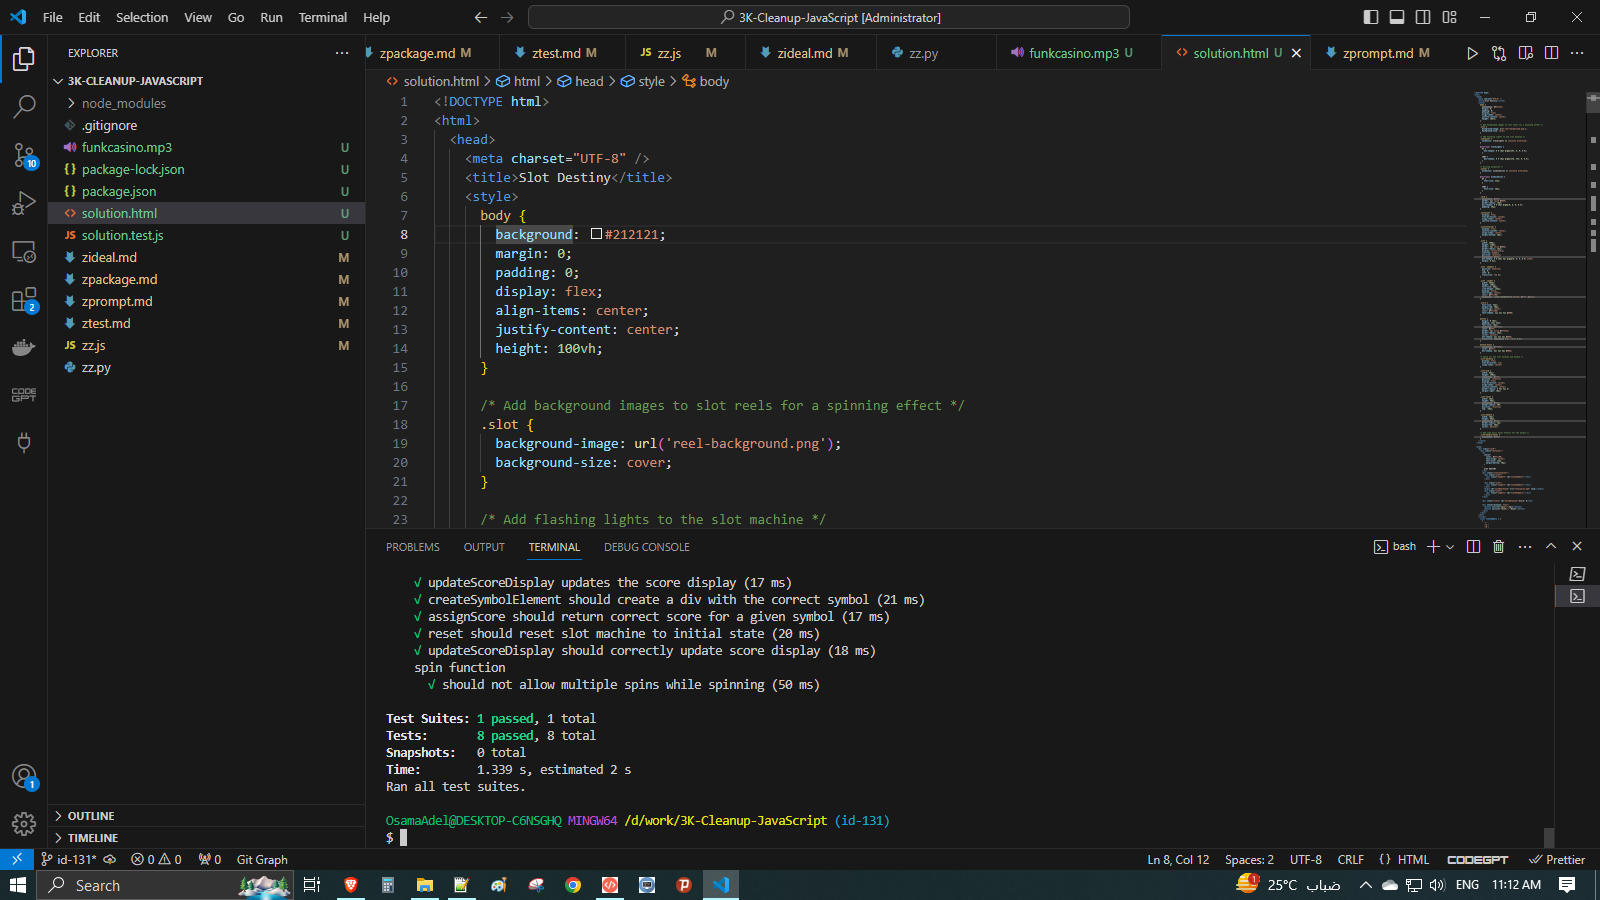 File Edit Selection View Go Run Terminal Help
3K-Cleanup-JavaScript [Administrator]
EXPLORER
3K-CLEANUP-JAVASCRIPT
node_modules
.gitignore
funkcasino.mp3 U
package-lock.json U
package.json U
solution.html U
solution.test.js U
zideal.md M
zpackage.md M
zprompt.md M
ztest.md M
zz.js M
zz.py
OUTLINE
TIMELINE
10
2
CODE GPT
1
zpackage.md M ztest.md M zz.js M zideal.md M zz.py funkcasino.mp3 U solution.html U zprompt.md M
solution.html > html > head > style > body
1 <!DOCTYPE html>
2 <html>
3 <head>
4 <meta charset="UTF-8" />
5 <title>Slot Destiny</title>
6 <style>
7 body {
8 background: #212121;
9 margin: 0;
10 padding: 0;
11 display: flex;
12 align-items: center;
13 justify-content: center;
14 height: 100vh;
15 }
16
17 /* Add background images to slot reels for a spinning effect */
18 .slot {
19 background-image: url('reel-background.png');
20 background-size: cover;
21 }
22
23 /* Add flashing lights to the slot machine */
PROBLEMS OUTPUT TERMINAL DEBUG CONSOLE
bash
√ updateScoreDisplay updates the score display (17 ms)
√ createSymbolElement should create a div with the correct symbol (21 ms)
√ assignScore should return correct score for a given symbol (17 ms)
√ reset should reset slot machine to initial state (20 ms)
√ updateScoreDisplay should correctly update score display (18 ms)
spin function
√ should not allow multiple spins while spinning (50 ms)
Test Suites: 1 passed, 1 total
Tests: 8 passed, 8 total
Snapshots: 0 total
Time: 1.339 s, estimated 2 s
Ran all test suites.
OsamaAdel@DESKTOP-C6NSGHQ MINGW64 /d/work/3K-Cleanup-JavaScript (id-131)
$
id-131* 0 0 0 Git Graph Ln 8, Col 12 Spaces: 2 UTF-8 CRLF {} HTML CODEGPT Prettier
Search 1 25°C ضباب ENG 11:12 AM